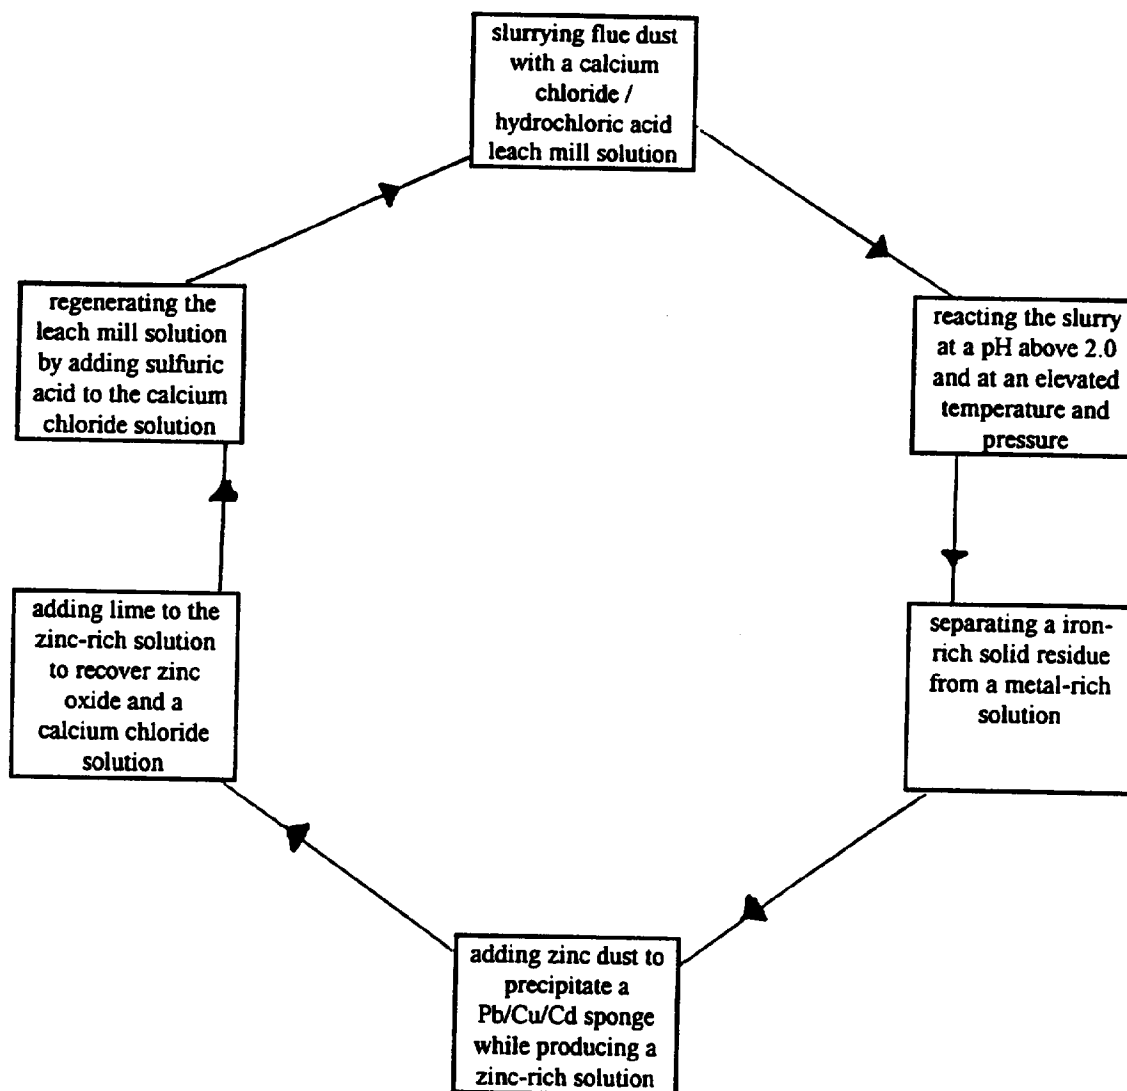 slurrying flue dust
with a calcium
chloride /
hydrochloric acid
leach mill solution
reacting the slurry
at a pH above 2.0
and at an elevated
temperature and
pressure
separating a iron-
rich solid residue
from a metal-rich
solution
adding zinc dust to
precipitate a
Pb/Cu/Cd sponge
while producing a
zinc-rich solution
adding lime to the
zinc-rich solution
to recover zinc
oxide and a
calcium chloride
solution
regenerating the
leach mill solution
by adding sulfuric
acid to the calcium
chloride solution